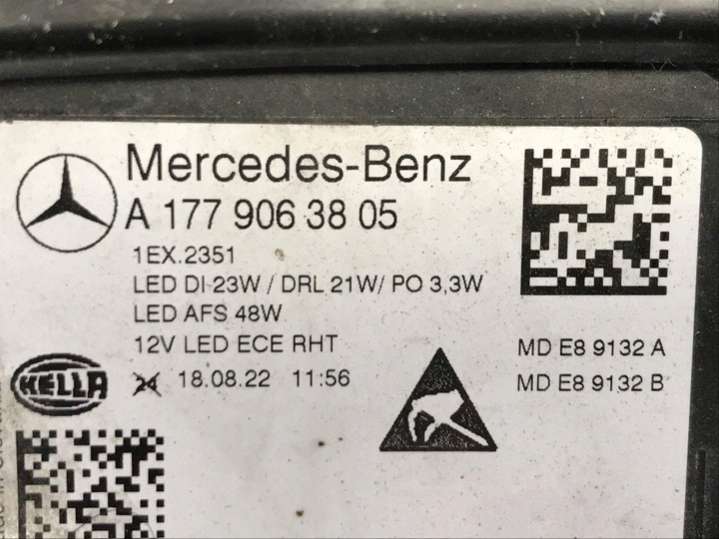 Mercedes-Benz
A 177 906 38 05
1EX.2351
LED DI 23W / DRL 21W/ PO 3,3W
LED AFS 48W
12V LED ECE RHT
MD E8 9132 A
HELLA
24 18.08.22 11:56
MD E8 9132 B